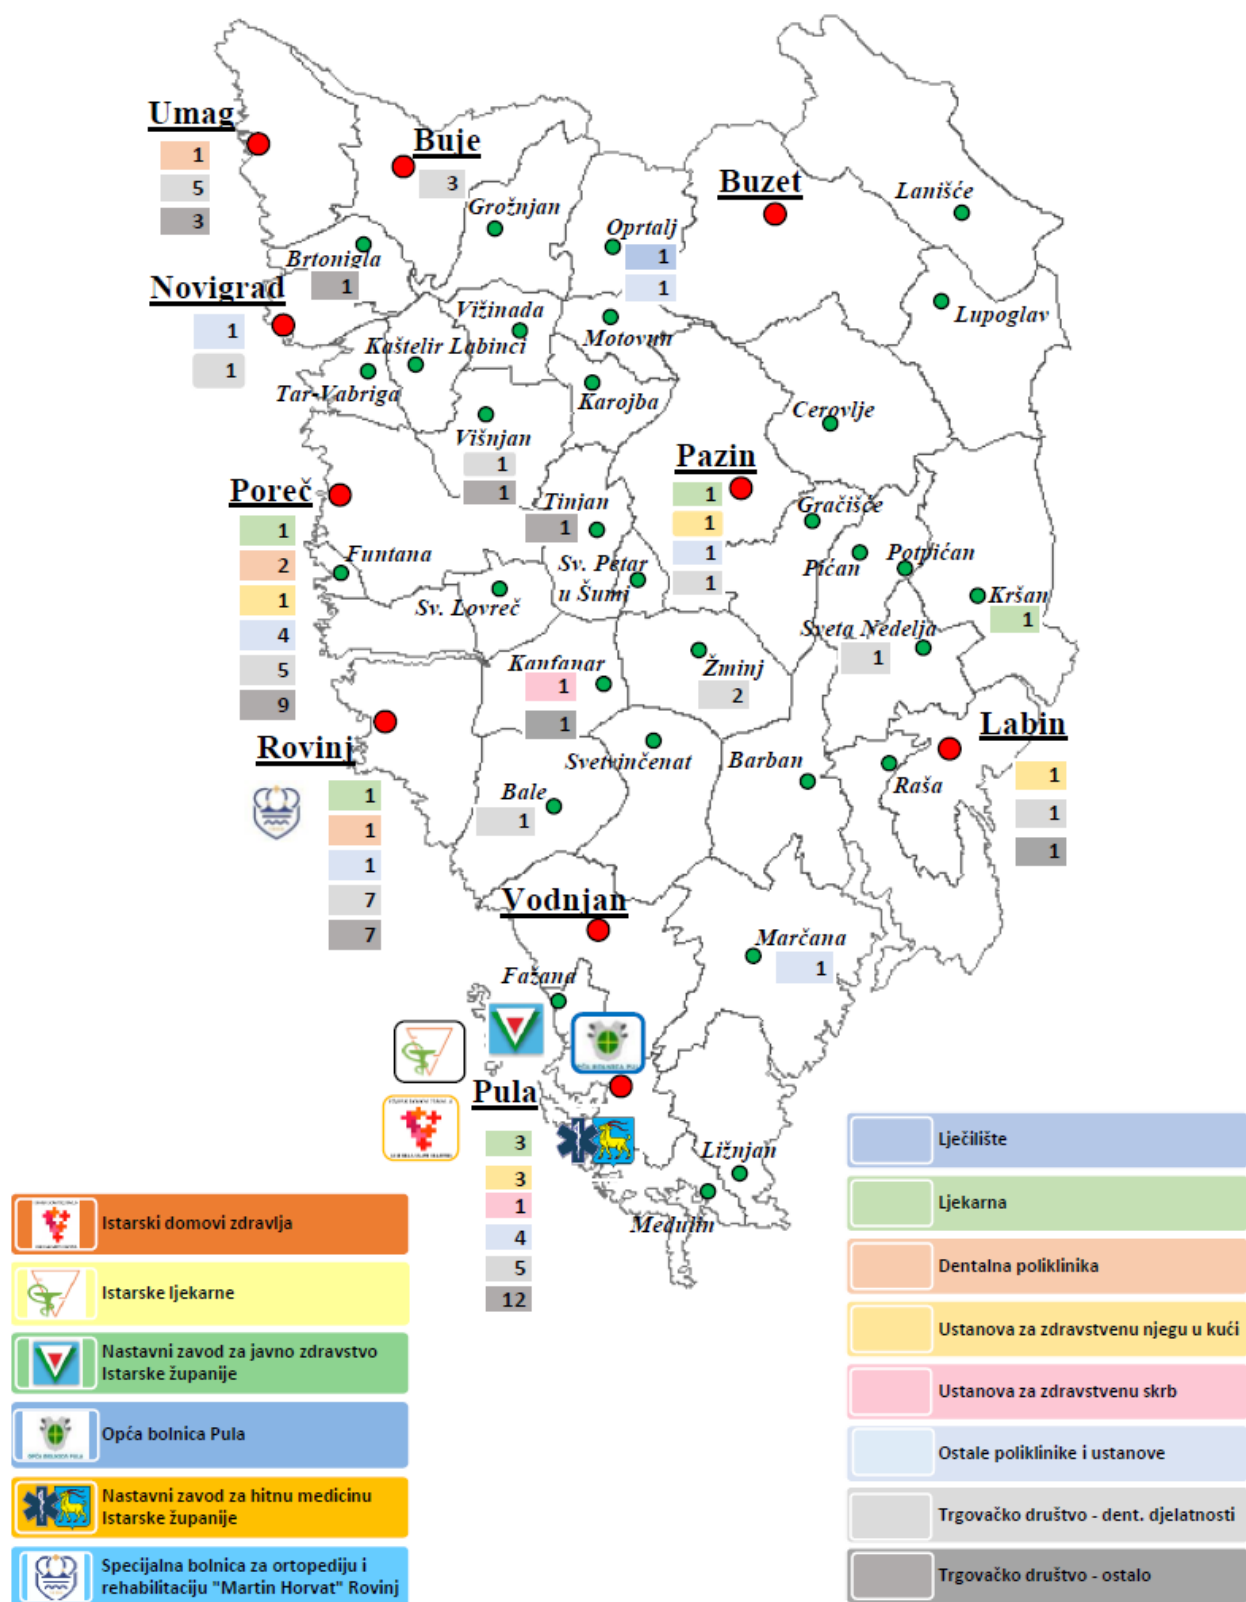 Umag
1
5
3
Buje
3
Grožnjan
Buzet
Lanišće
Oprtalj
1
1
Brtonigla
1
Novigrad
1
1
Vižinada
Motovun
Lupoglav
Kaštelir Labinci
Tar-Vabriga
Karojba
Cerovlje
Višnjan
1
1
Pazin
1
1
1
1
Poreč
1
2
1
4
5
9
Tinjan
1
Gračišće
Funtana
Sv. Petar
u Šumi
Pićan
Potpićan
Sv. Lovreč
Kršan
1
Sveta Nedelja
1
Kanfanar
1
1
Žminj
2
Rovinj
1
1
1
7
7
Labin
1
1
1
Svetvinčenat
Barban
Raša
Bale
1
Vodnjan
Marčana
1
Fažana
OPĆA BOLNICA PULA
Pula
3
3
1
4
5
12
Ližnjan
Medulin
Istarski domovi zdravlja
Istarske ljekarne
Nastavni zavod za javno zdravstvo
Istarske županije
OPĆA BOLNICA PULA
Opća bolnica Pula
Nastavni zavod za hitnu medicinu
Istarske županije
Specijalna bolnica za ortopediju i
rehabilitaciju "Martin Horvat" Rovinj
Lječilište
Ljekarna
Dentalna poliklinika
Ustanova za zdravstvenu njegu u kući
Ustanova za zdravstvenu skrb
Ostale poliklinike i ustanove
Trgovačko društvo - dent. djelatnosti
Trgovačko društvo - ostalo